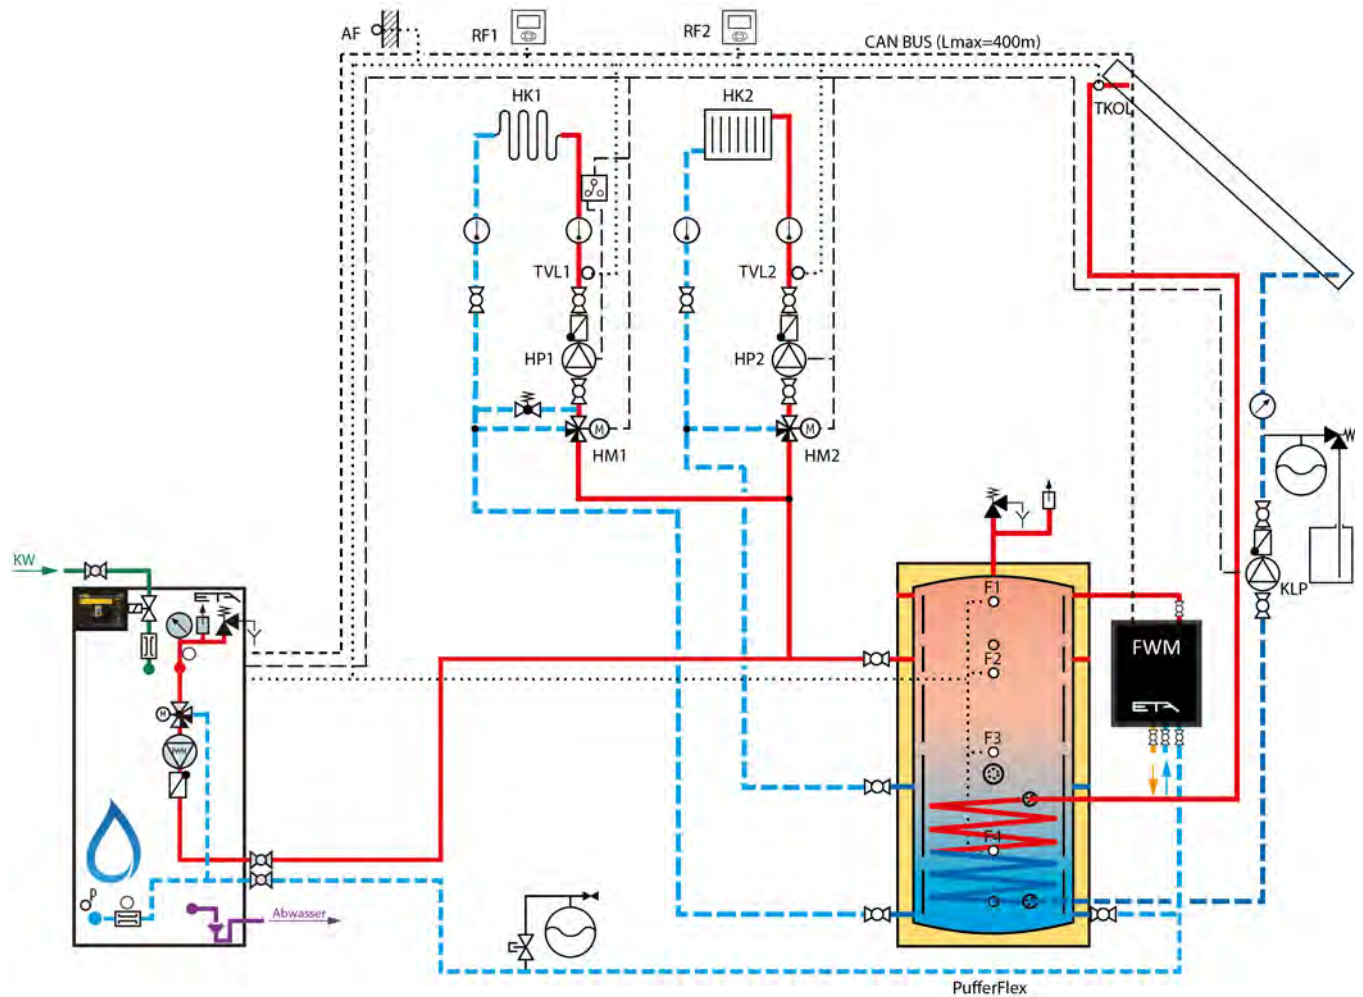 AF
RF1
RF2
CAN BUS (Lmax=400m)
HK1
HK2
TKOL
TVL1
TVL2
HP1
HP2
M
M
HM1
HM2
KW
ETA
F1
KLP
F2
FWM
M
ETA
PWM
F3
F4
P
Abwasser
PufferFlex